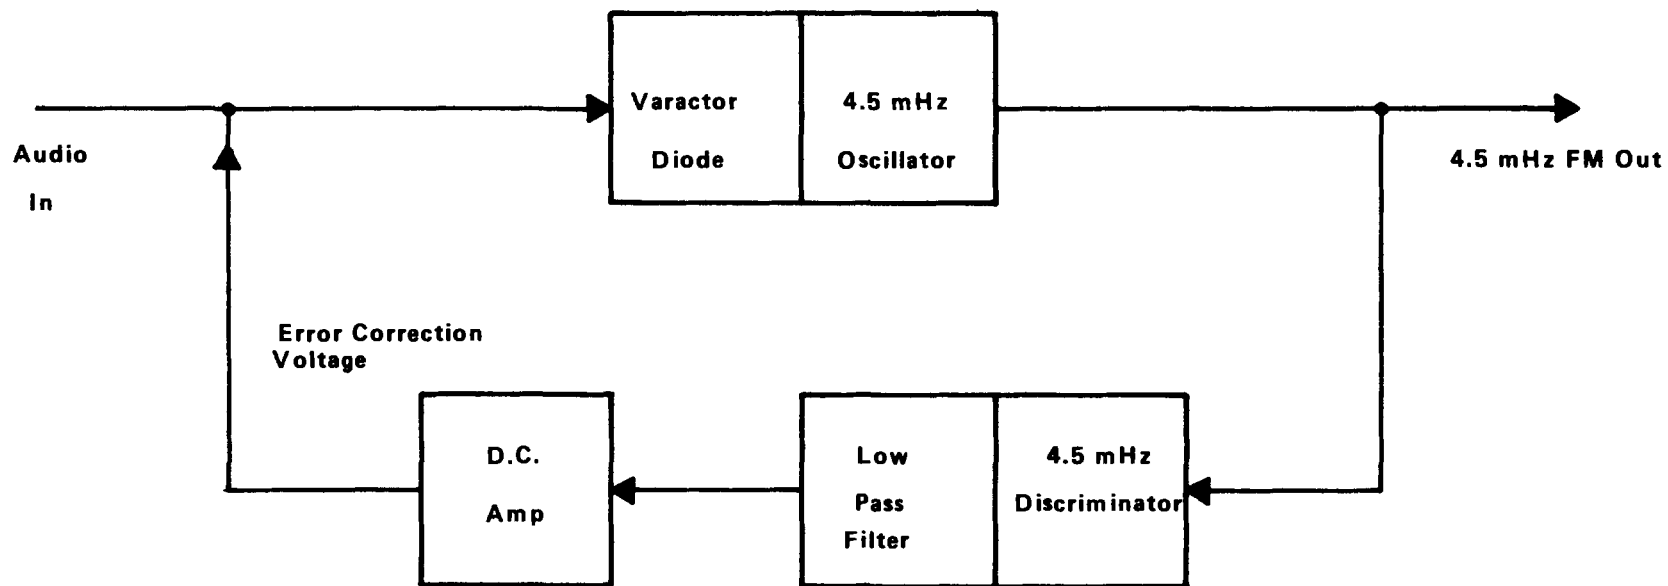 Varactor
Diode
4.5 mHz
Oscillator
Audio
In
4.5 mHz FM Out
Error Correction
Voltage
D.C.
Amp
Low
Pass
Filter
4.5 mHz
Discriminator